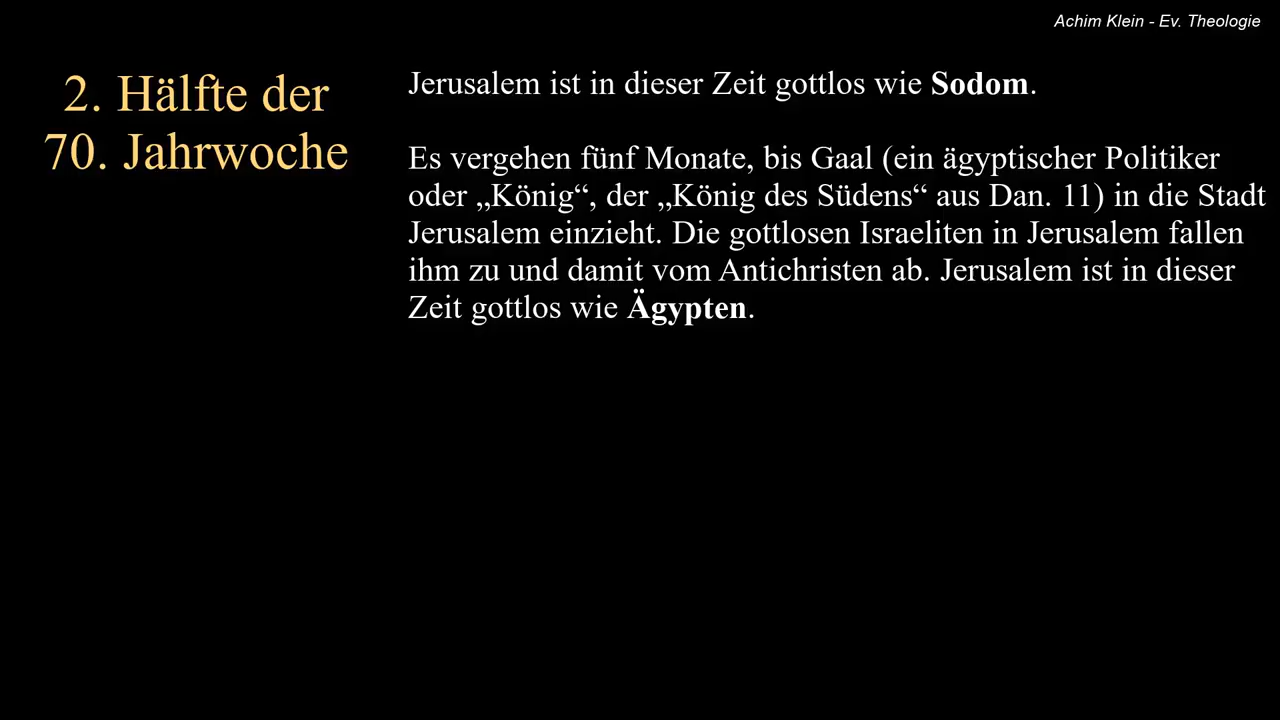 Achim Klein - Ev. Theologie
2. Hälfte der
70. Jahrwoche
Jerusalem ist in dieser Zeit gottlos wie Sodom.
Es vergehen fünf Monate, bis Gaal (ein ägyptischer Politiker
oder „König“, der „König des Südens“ aus Dan. 11) in die Stadt
Jerusalem einzieht. Die gottlosen Israeliten in Jerusalem fallen
ihm zu und damit vom Antichristen ab. Jerusalem ist in dieser
Zeit gottlos wie Ägypten.